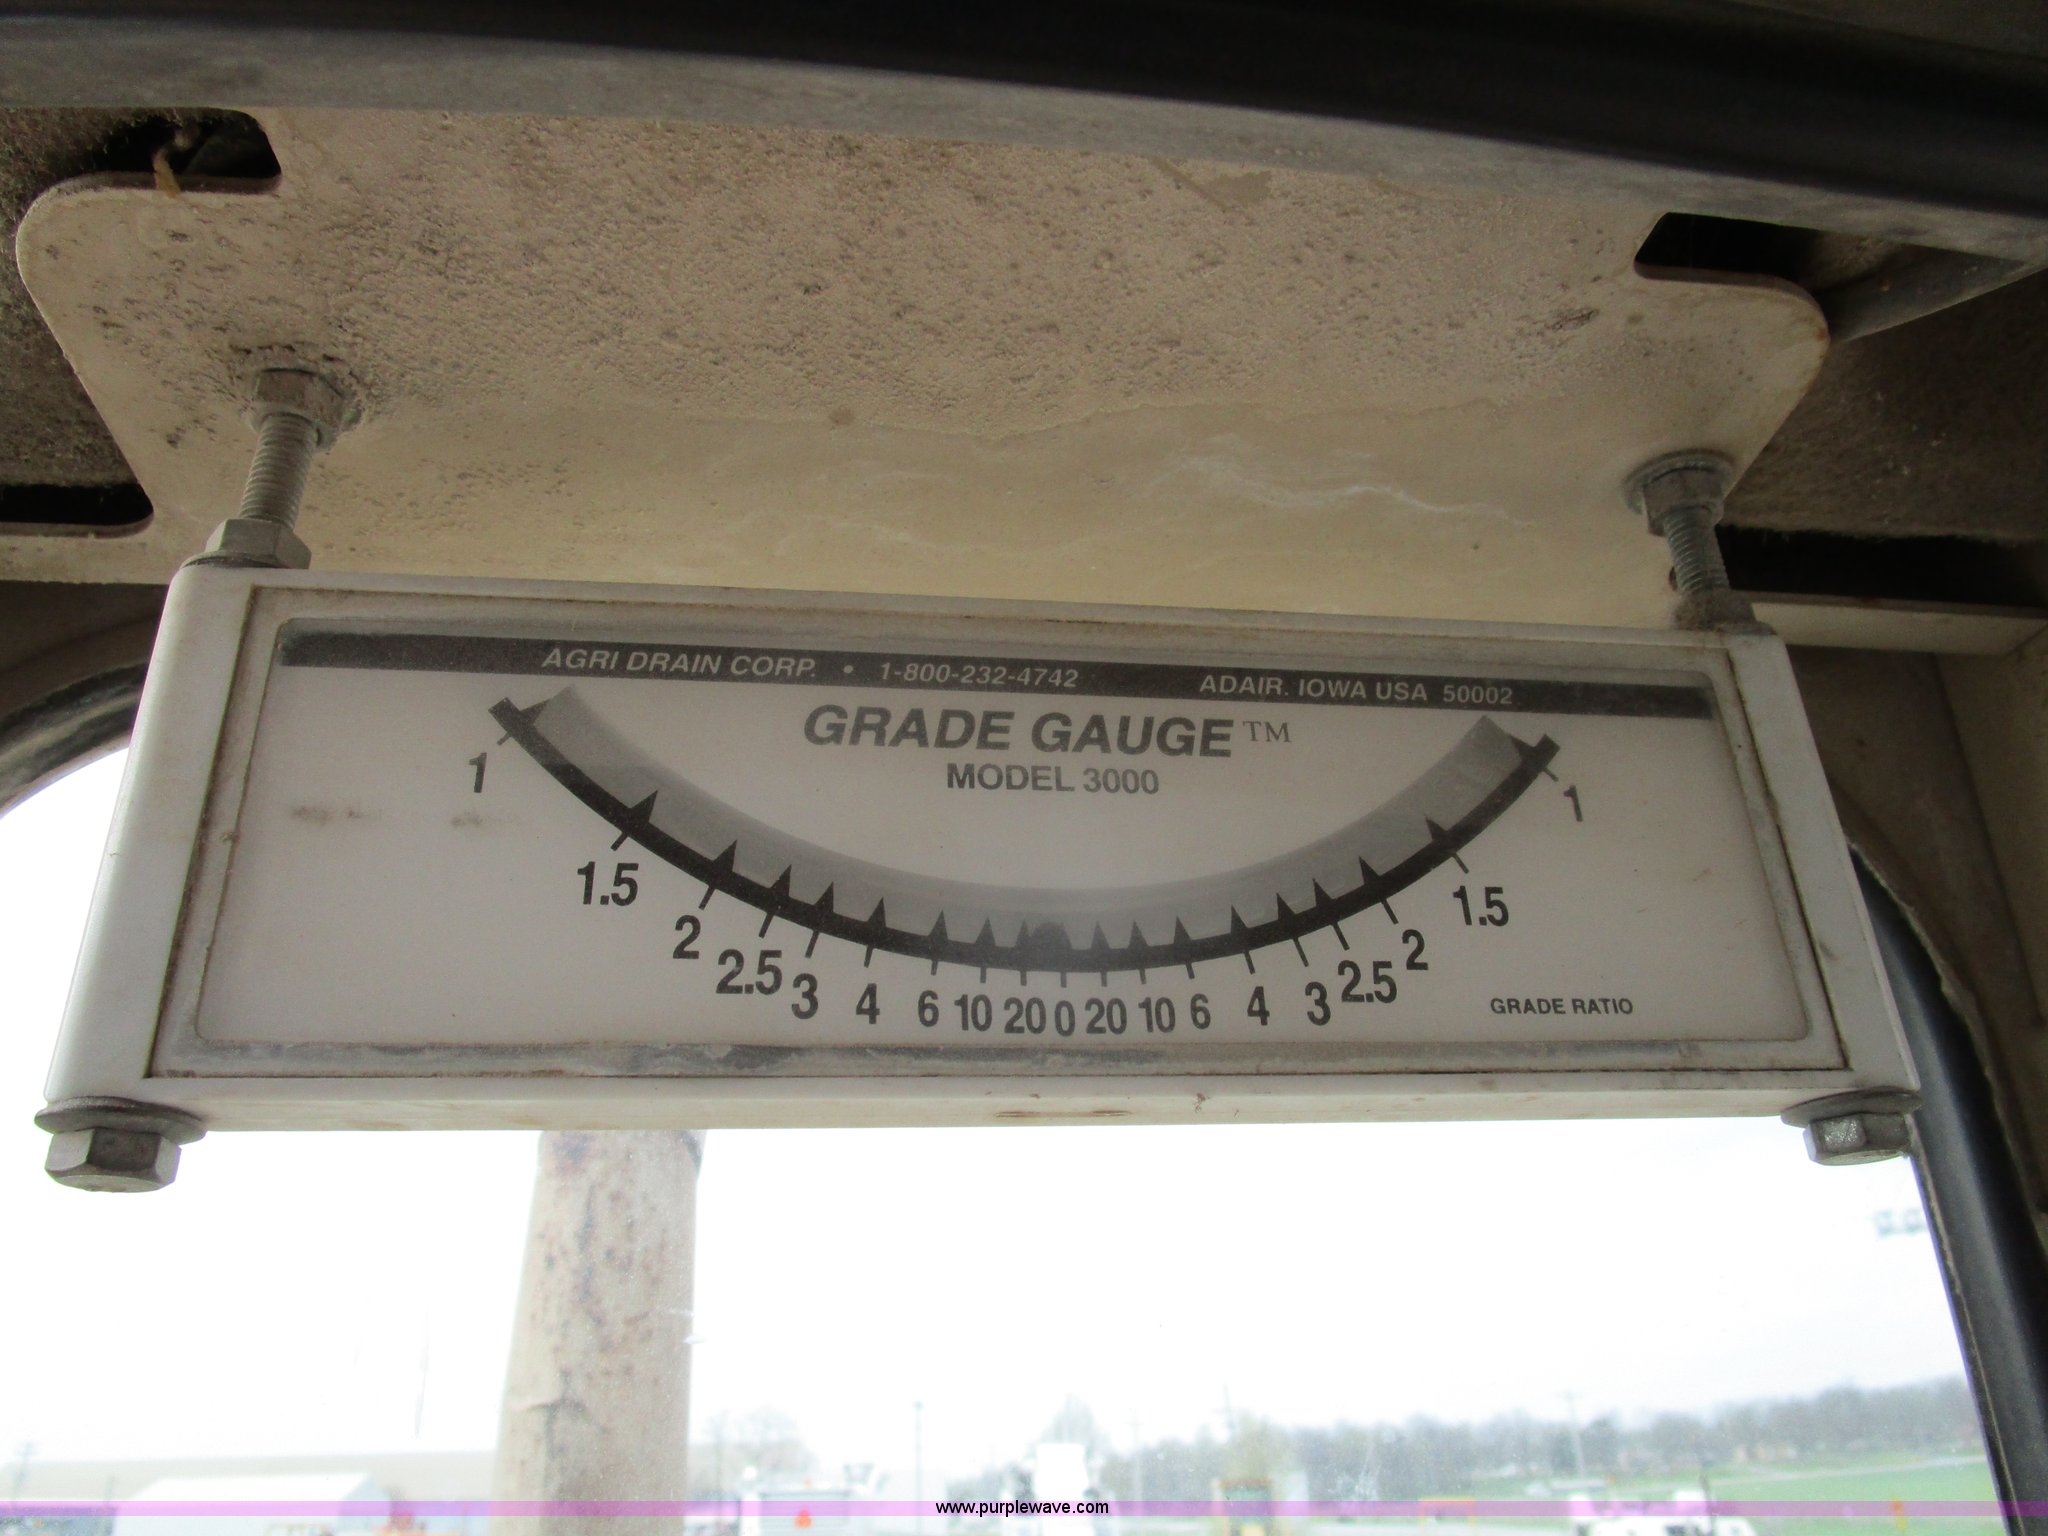 AGRI DRAIN CORP. • 1-800-232-4742 ADAIR. IOWA USA 50002
GRADE GAUGE™
MODEL 3000
1 1.5 2 2.5 3 4 6 10 20 0 20 10 6 4 3 2.5 2 1.5 1
GRADE RATIO
www.purplewave.com